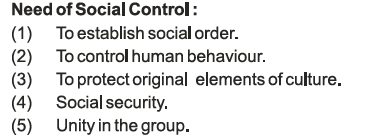 Need of Social Control :
(1) To establish social order.
(2) To control human behaviour.
(3) To protect original elements of culture.
(4) Social security.
(5) Unity in the group.